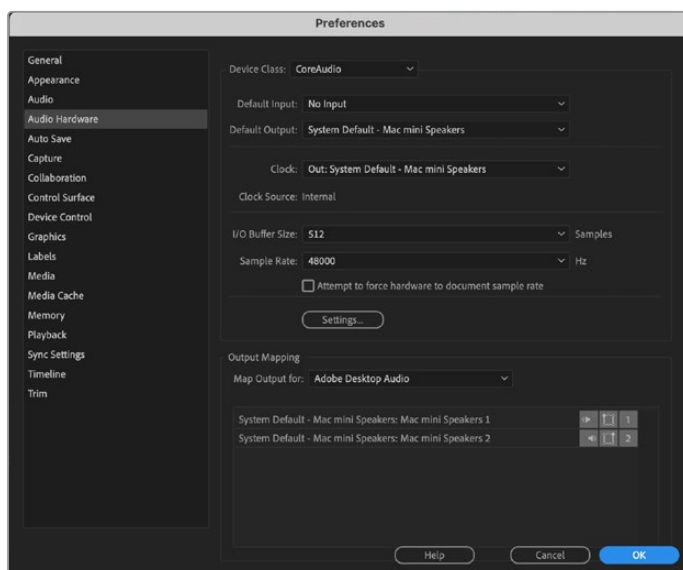 Preferences
General
Appearance
Audio
Audio Hardware
Auto Save
Capture
Collaboration
Control Surface
Device Control
Graphics
Labels
Media
Media Cache
Memory
Playback
Sync Settings
Timeline
Trim
Device Class: CoreAudio
Default Input: No Input
Default Output: System Default - Mac mini Speakers
Clock: Out: System Default - Mac mini Speakers
Clock Source: Internal
I/O Buffer Size: 512 Samples
Sample Rate: 48000 Hz
Attempt to force hardware to document sample rate
Settings...
Output Mapping
Map Output for: Adobe Desktop Audio
System Default - Mac mini Speakers: Mac mini Speakers 1 1
System Default - Mac mini Speakers: Mac mini Speakers 2 2
Help Cancel OK